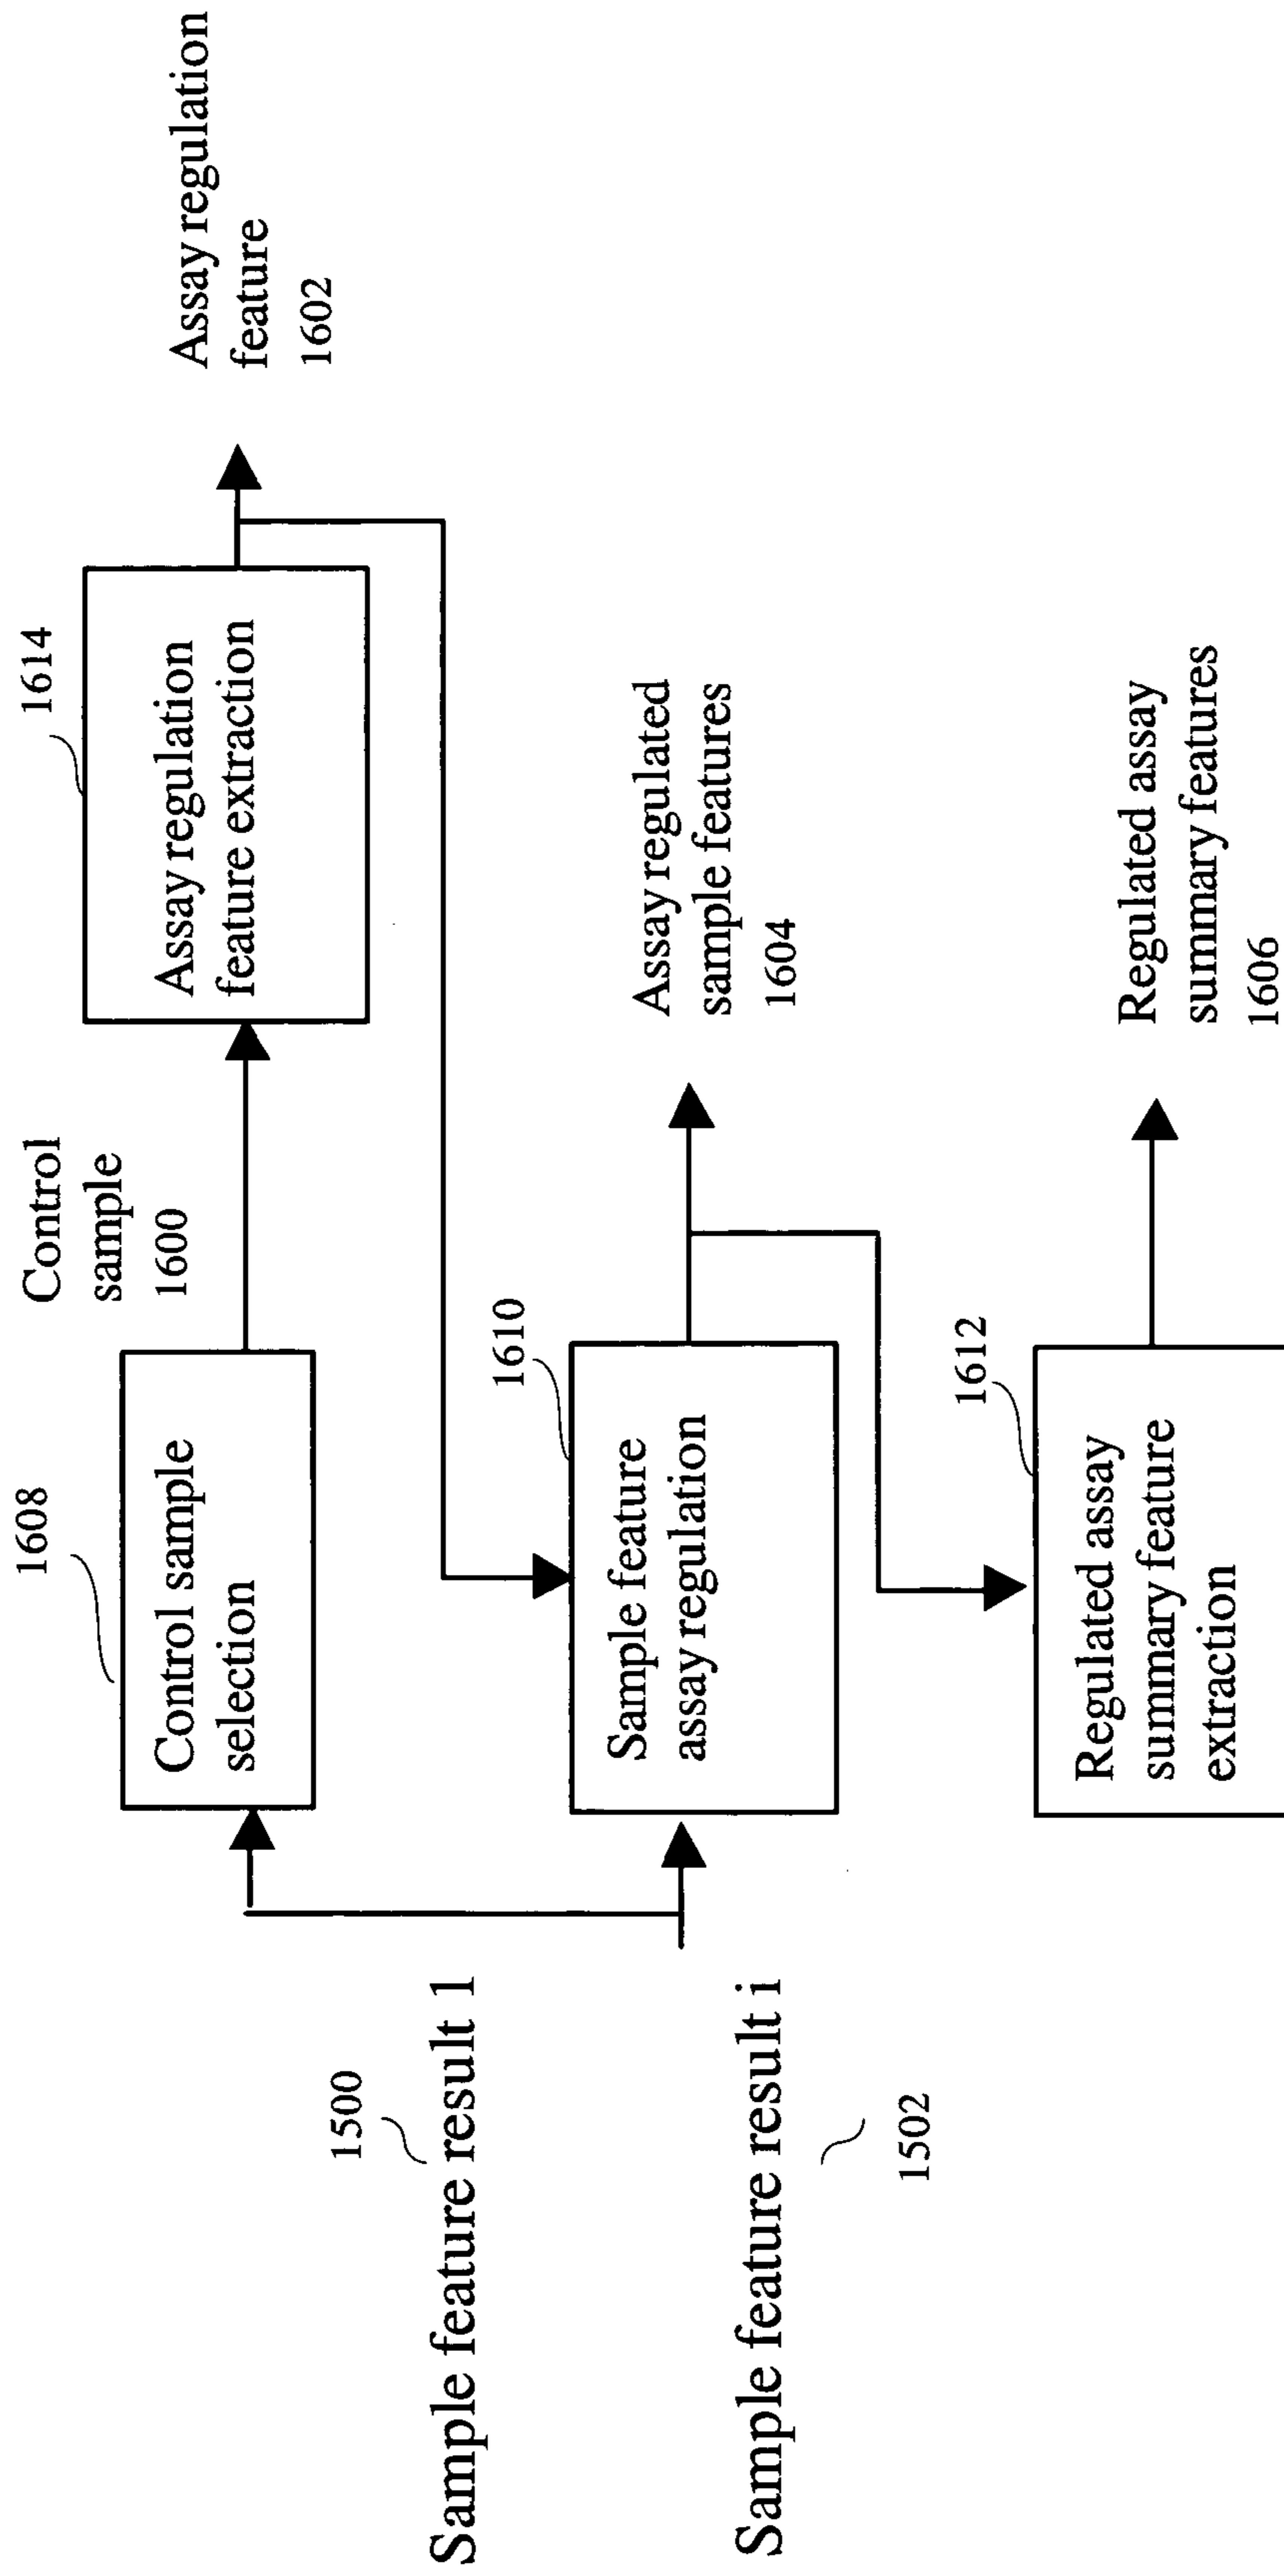 1608
Control sample
selection
Control
sample
1600
1614
Assay regulation
feature extraction
Assay regulation
feature
1602
1500
Sample feature result 1
Sample feature result i
1502
1610
Sample feature
assay regulation
Assay regulated
sample features
1604
1612
Regulated assay
summary feature
extraction
Regulated assay
summary features
1606